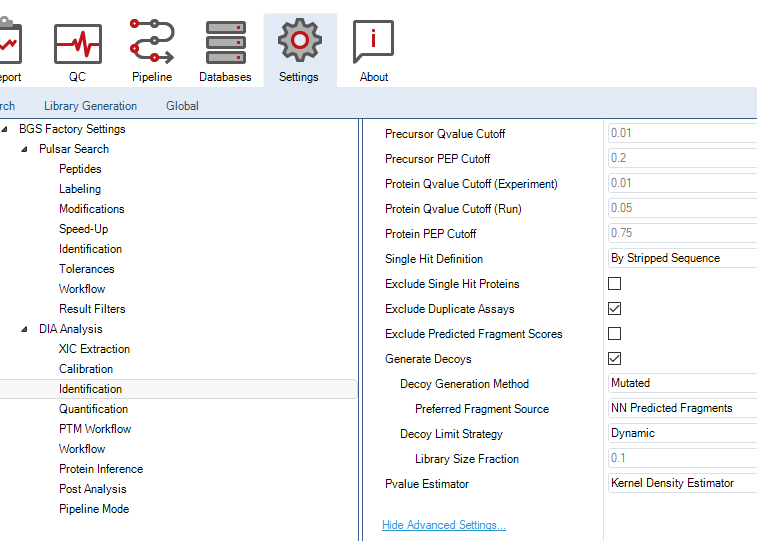 eport QC Pipeline Databases Settings About
rch Library Generation Global
BGS Factory Settings
Pulsar Search
Peptides
Labeling
Modifications
Speed-Up
Identification
Tolerances
Workflow
Result Filters
DIA Analysis
XIC Extraction
Calibration
Identification
Quantification
PTM Workflow
Workflow
Protein Inference
Post Analysis
Pipeline Mode
Precursor Qvalue Cutoff 0.01
Precursor PEP Cutoff 0.2
Protein Qvalue Cutoff (Experiment) 0.01
Protein Qvalue Cutoff (Run) 0.05
Protein PEP Cutoff 0.75
Single Hit Definition By Stripped Sequence
Exclude Single Hit Proteins
Exclude Duplicate Assays
Exclude Predicted Fragment Scores
Generate Decoys
Decoy Generation Method Mutated
Preferred Fragment Source NN Predicted Fragments
Decoy Limit Strategy Dynamic
Library Size Fraction 0.1
Pvalue Estimator Kernel Density Estimator
Hide Advanced Settings...